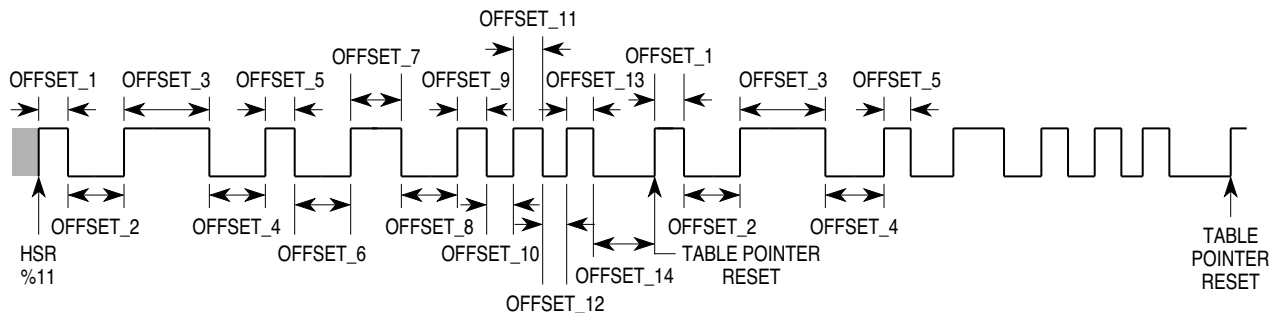 OFFSET_11
OFFSET_7
OFFSET_1
OFFSET_1
OFFSET_3
OFFSET_5
OFFSET_9
OFFSET_13
OFFSET_3
OFFSET_5
OFFSET_2
OFFSET_4
OFFSET_6
OFFSET_8
OFFSET_10
OFFSET_12
OFFSET_14
OFFSET_2
OFFSET_4
HSR
%11
TABLE POINTER
RESET
TABLE
POINTER
RESET